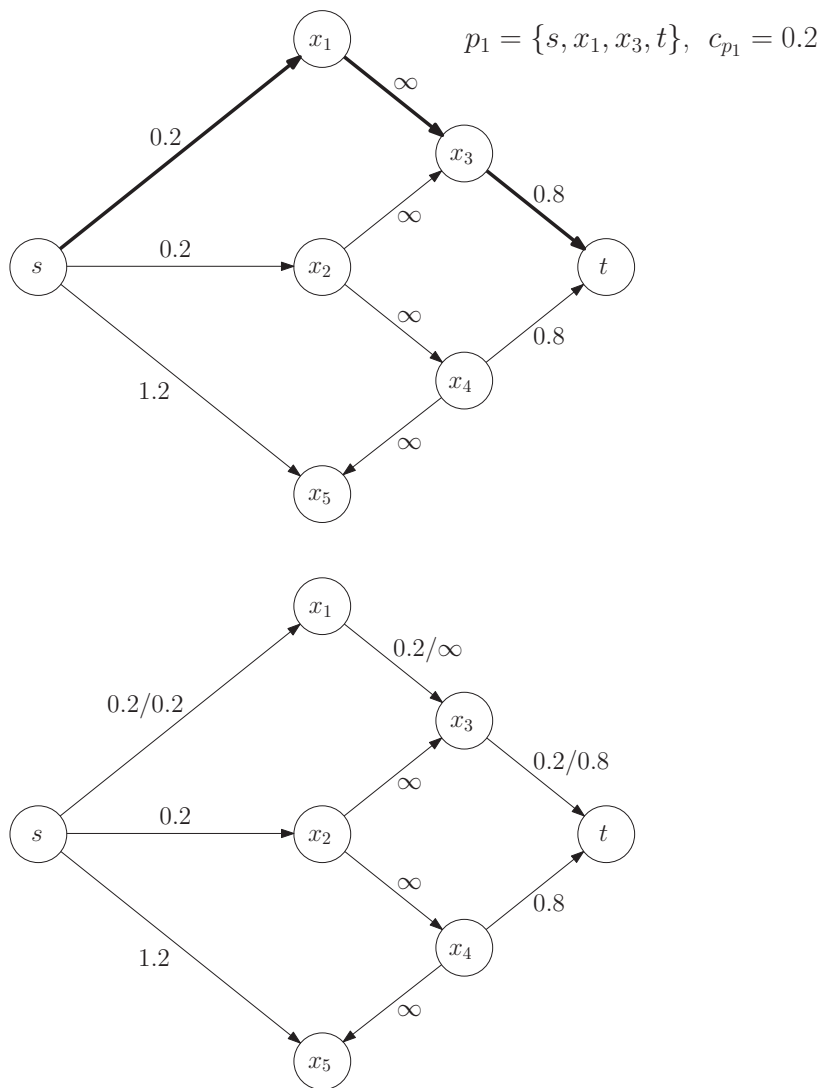 x₁
p₁ = {s, x₁, x₃, t}, c_{p₁} = 0.2
∞
0.2
x₃
0.8
∞
0.2
s
x₂
t
∞
0.8
x₄
1.2
∞
x₅
x₁
0.2/∞
0.2/0.2
x₃
0.2/0.8
∞
0.2
s
x₂
t
∞
0.8
x₄
1.2
∞
x₅